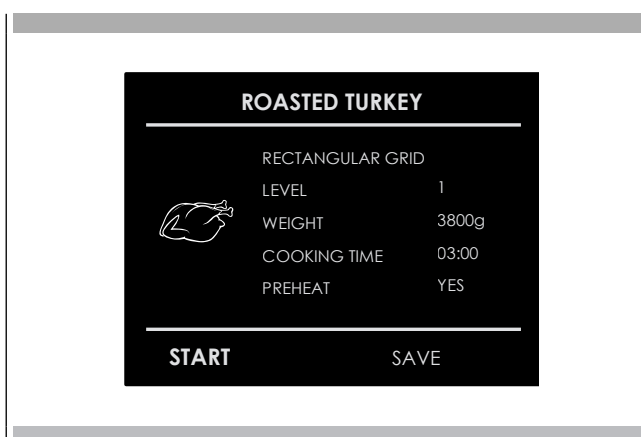 ROASTED TURKEY
RECTANGULAR GRID
LEVEL 1
WEIGHT 3800g
COOKING TIME 03:00
PREHEAT YES
START SAVE